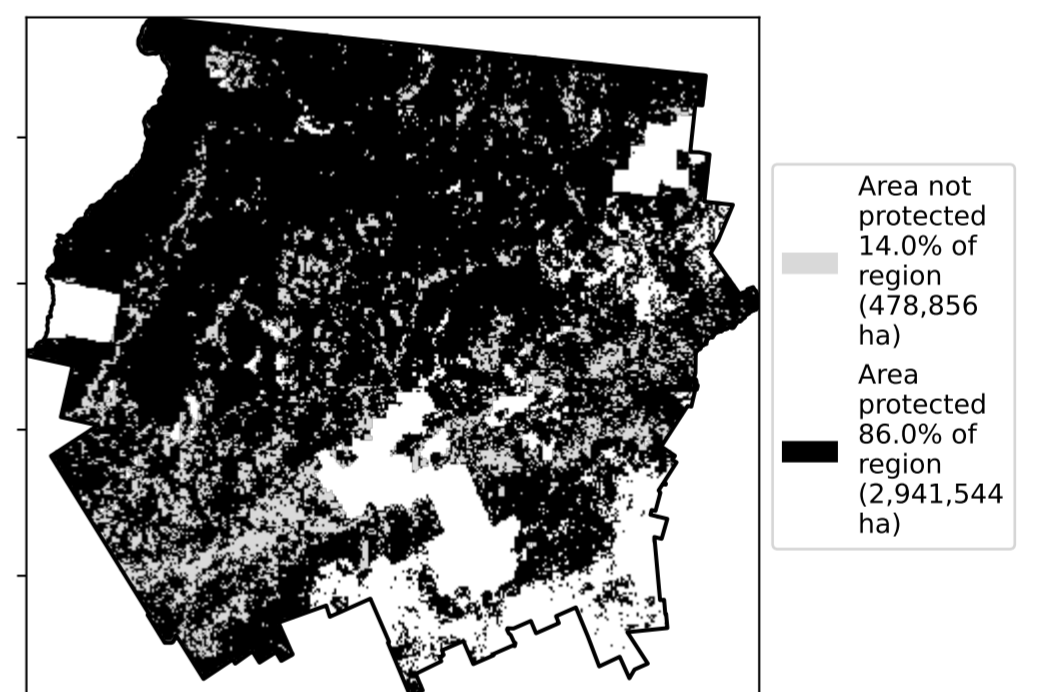 Area not
protected
14.0% of
region
(478,856
ha)
Area
protected
86.0% of
region
(2,941,544
ha)